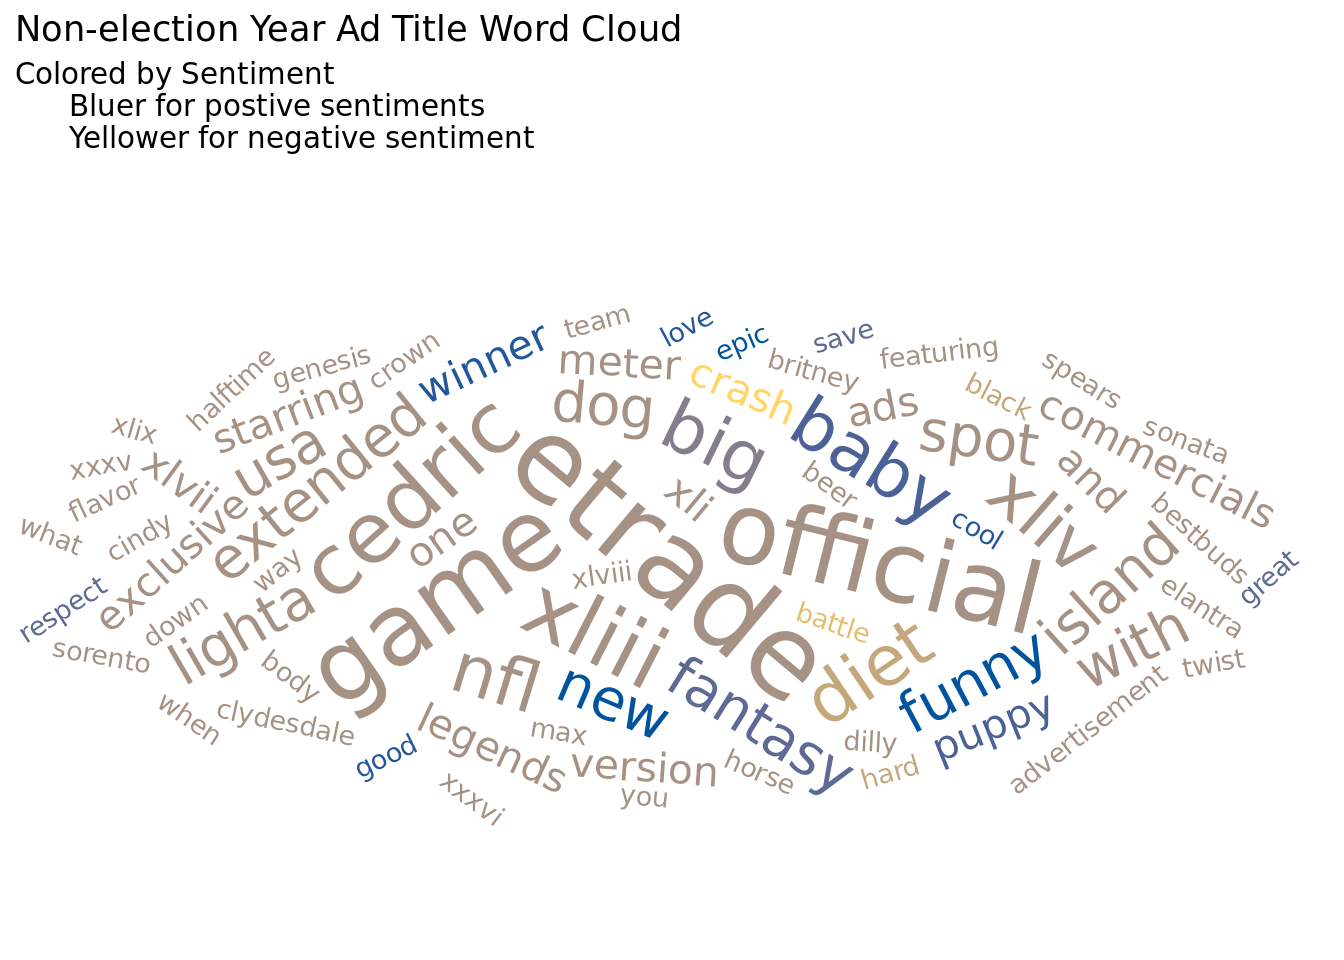 Non-election Year Ad Title Word Cloud
Colored by Sentiment
Bluer for postive sentiments
Yellower for negative sentiment
team
love
epic
save
halftime
genesis
crown
winner
meter
crash
britney
featuring
spears
xlix
starring
dog
big
baby
ads
black
commercials
sonata
xxxv
xlvii
usa
extended
cedric
etrade
spot
and
flavor
exclusive
xli
beer
xliv
bestbuds
what
cindy
one
official
cool
island
great
respect
way
game
xlviii
elantra
down
lighta
xliii
battle
diet
with
sorento
body
nfl
new
fantasy
funny
twist
when
clydesdale
good
legends
max
version
horse
dilly
hard
puppy
advertisement
xxxvi
you